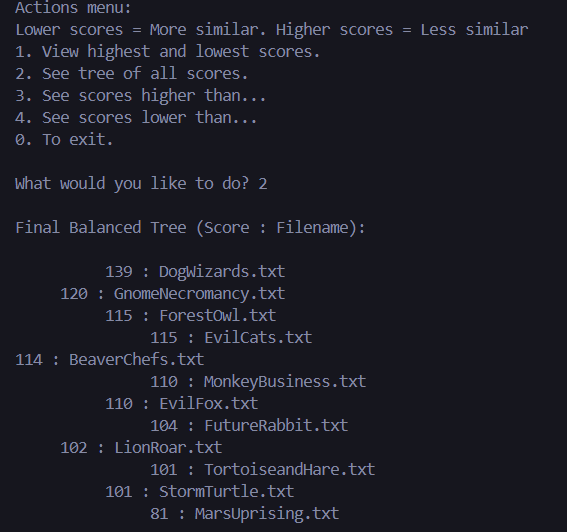 Actions menu:
Lower scores = More similar. Higher scores = Less similar
1. View highest and lowest scores.
2. See tree of all scores.
3. See scores higher than...
4. See scores lower than...
0. To exit.
What would you like to do? 2
Final Balanced Tree (Score : Filename):
139 : DogWizards.txt
120 : GnomeNecromancy.txt
115 : ForestOwl.txt
115 : EvilCats.txt
114 : BeaverChefs.txt
110 : MonkeyBusiness.txt
110 : EvilFox.txt
104 : FutureRabbit.txt
102 : LionRoar.txt
101 : TortoiseandHare.txt
101 : StormTurtle.txt
81 : MarsUprising.txt